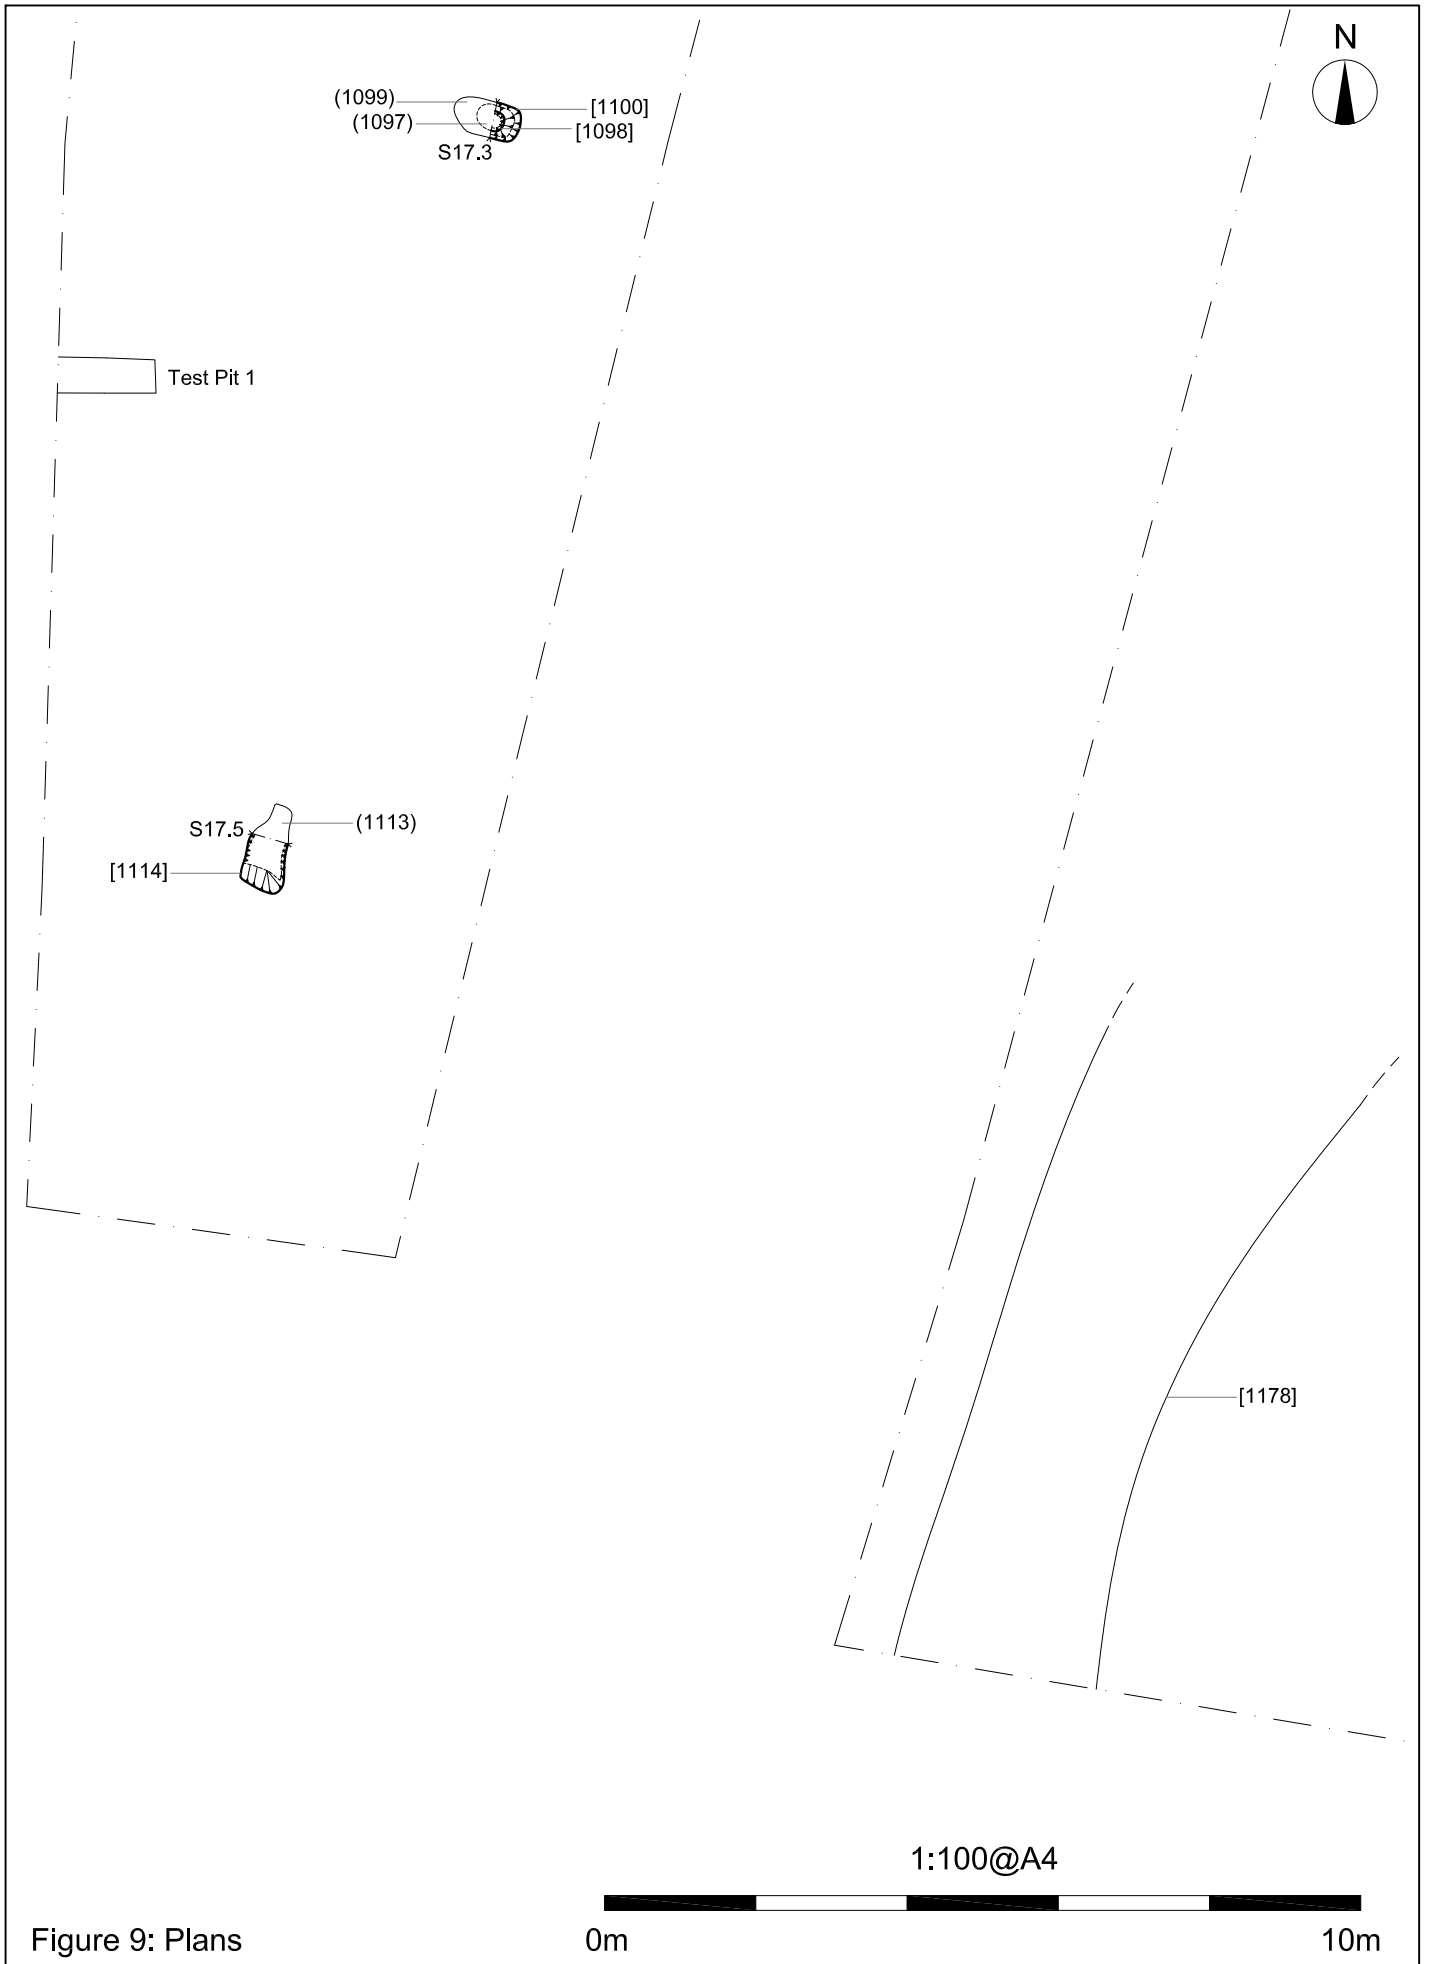 N
(1099)
[1100]
(1097)
[1098]
S17.3
Test Pit 1
S17.5
(1113)
[1114]
[1178]
1:100@A4
Figure 9: Plans
0m
10m